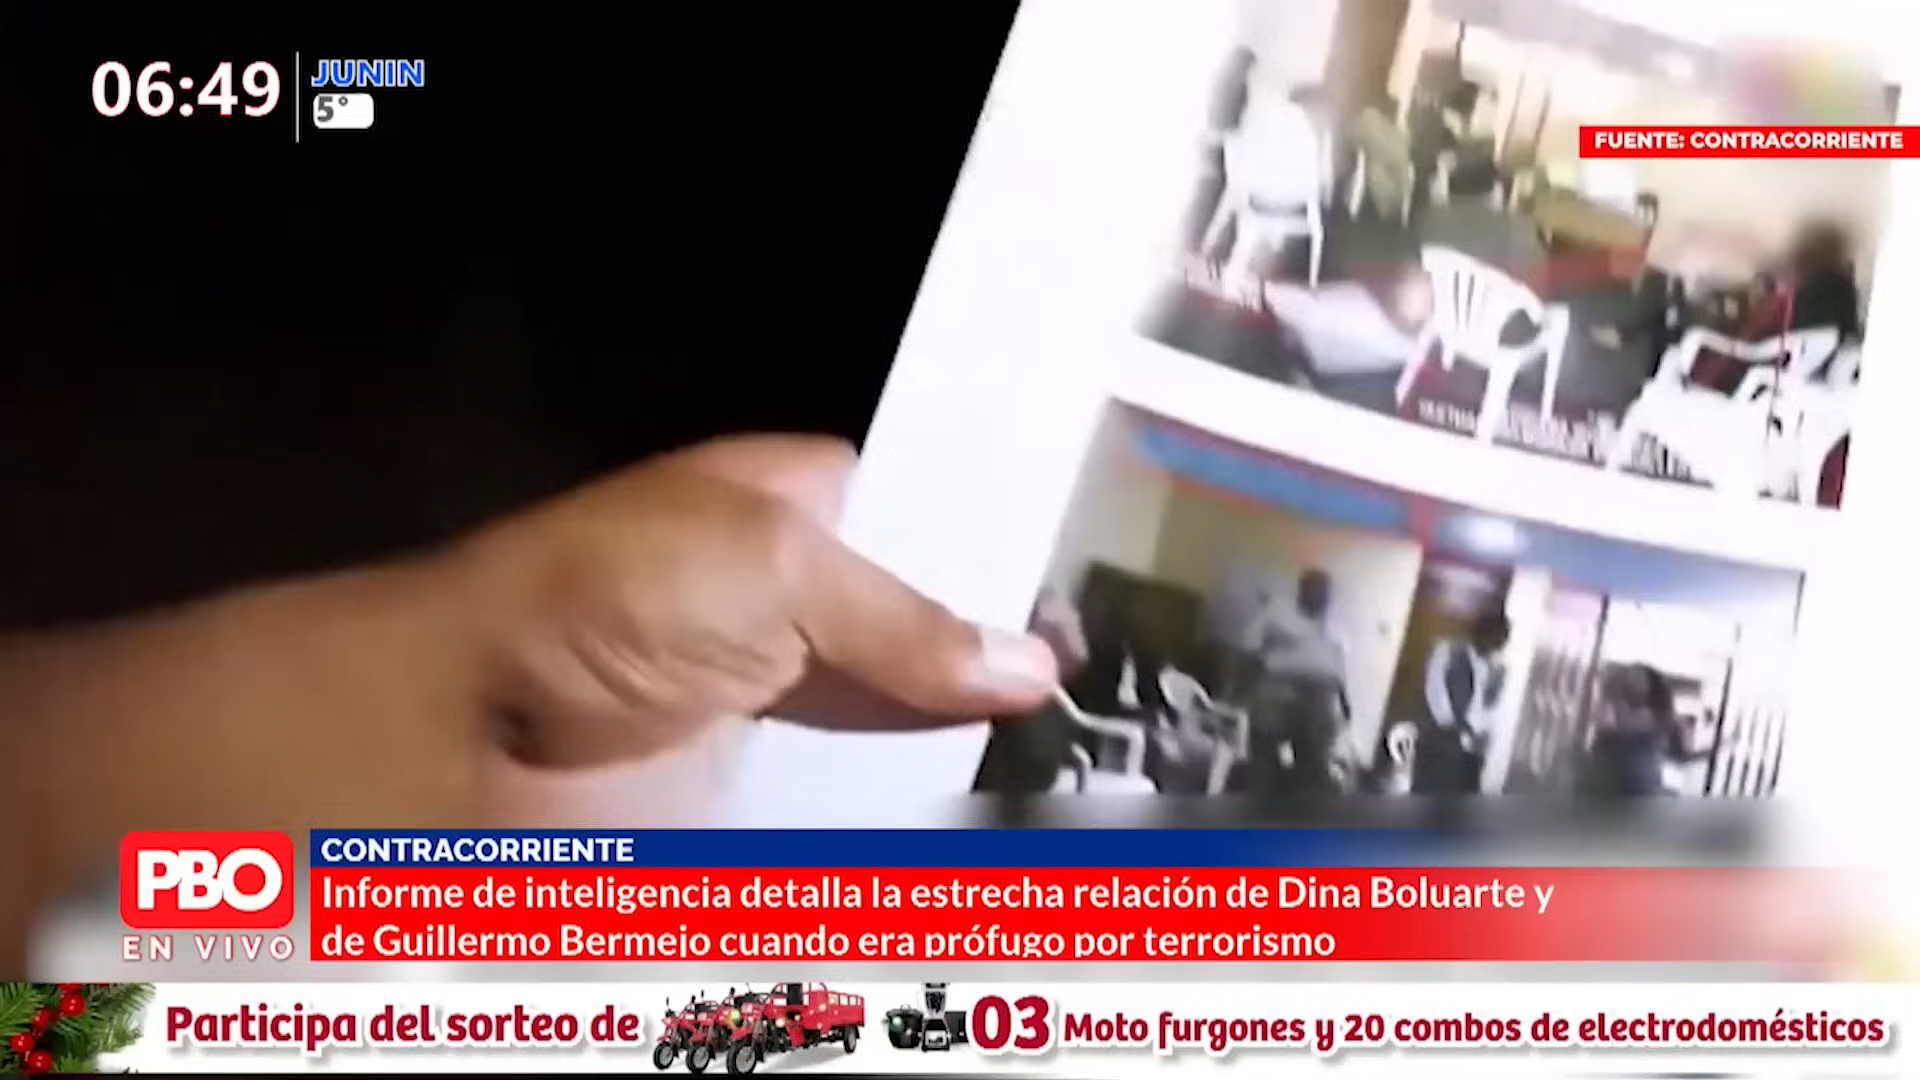 06:49
JUNIN
5°
FUENTE: CONTRACORRIENTE
PBO
EN VIVO
CONTRACORRIENTE
Informe de inteligencia detalla la estrecha relación de Dina Boluarte y
de Guillermo Bermejo cuando era prófugo por terrorismo
Participa del sorteo de
03 Moto furgones y 20 combos de electrodomésticos